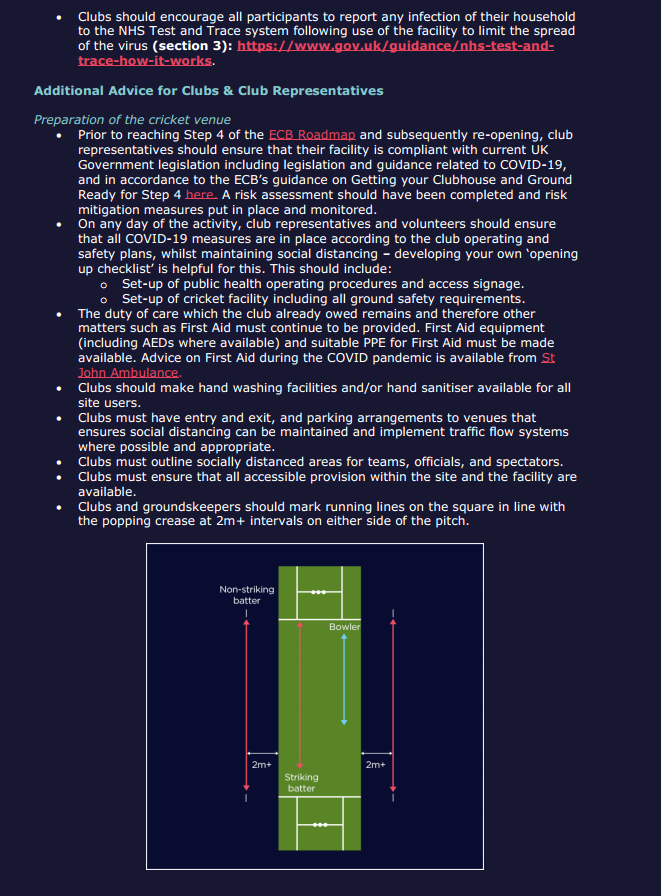 • Clubs should encourage all participants to report any infection of their household
to the NHS Test and Trace system following use of the facility to limit the spread
of the virus (section 3): https://www.gov.uk/guidance/nhs-test-and-
trace-how-it-works.
Additional Advice for Clubs & Club Representatives
Preparation of the cricket venue
• Prior to reaching Step 4 of the ECB Roadmap and subsequently re-opening, club
representatives should ensure that their facility is compliant with current UK
Government legislation including legislation and guidance related to COVID-19,
and in accordance to the ECB's guidance on Getting your Clubhouse and Ground
Ready for Step 4 here. A risk assessment should have been completed and risk
mitigation measures put in place and monitored.
• On any day of the activity, club representatives and volunteers should ensure
that all COVID-19 measures are in place according to the club operating and
safety plans, whilst maintaining social distancing – developing your own 'opening
up checklist' is helpful for this. This should include:
o Set-up of public health operating procedures and access signage.
o Set-up of cricket facility including all ground safety requirements.
• The duty of care which the club already owed remains and therefore other
matters such as First Aid must continue to be provided. First Aid equipment
(including AEDs where available) and suitable PPE for First Aid must be made
available. Advice on First Aid during the COVID pandemic is available from St
John Ambulance.
• Clubs should make hand washing facilities and/or hand sanitiser available for all
site users.
• Clubs must have entry and exit, and parking arrangements to venues that
ensures social distancing can be maintained and implement traffic flow systems
where possible and appropriate.
• Clubs must outline socially distanced areas for teams, officials, and spectators.
• Clubs must ensure that all accessible provision within the site and the facility are
available.
• Clubs and groundskeepers should mark running lines on the square in line with
the popping crease at 2m+ intervals on either side of the pitch.
Non-striking
batter
Bowler
2m+
2m+
Striking
batter